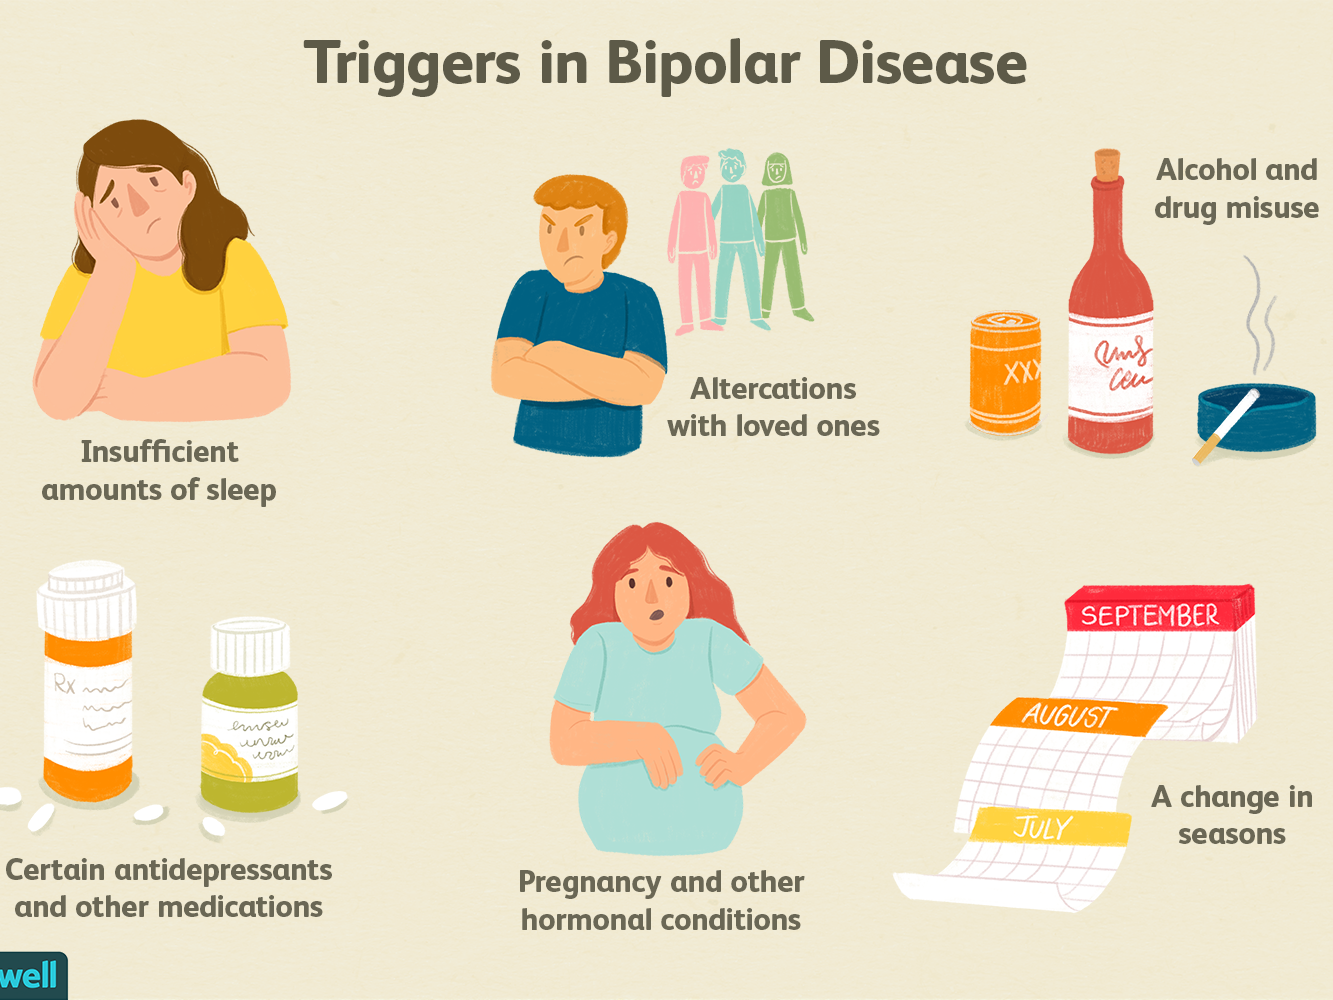 Triggers in Bipolar Disease
Insufficient
amounts of sleep
Altercations
with loved ones
Alcohol and
drug misuse
XXX
Certain antidepressants
and other medications
Rx
Pregnancy and other
hormonal conditions
SEPTEMBER
AUGUST
JULY
A change in
seasons
well